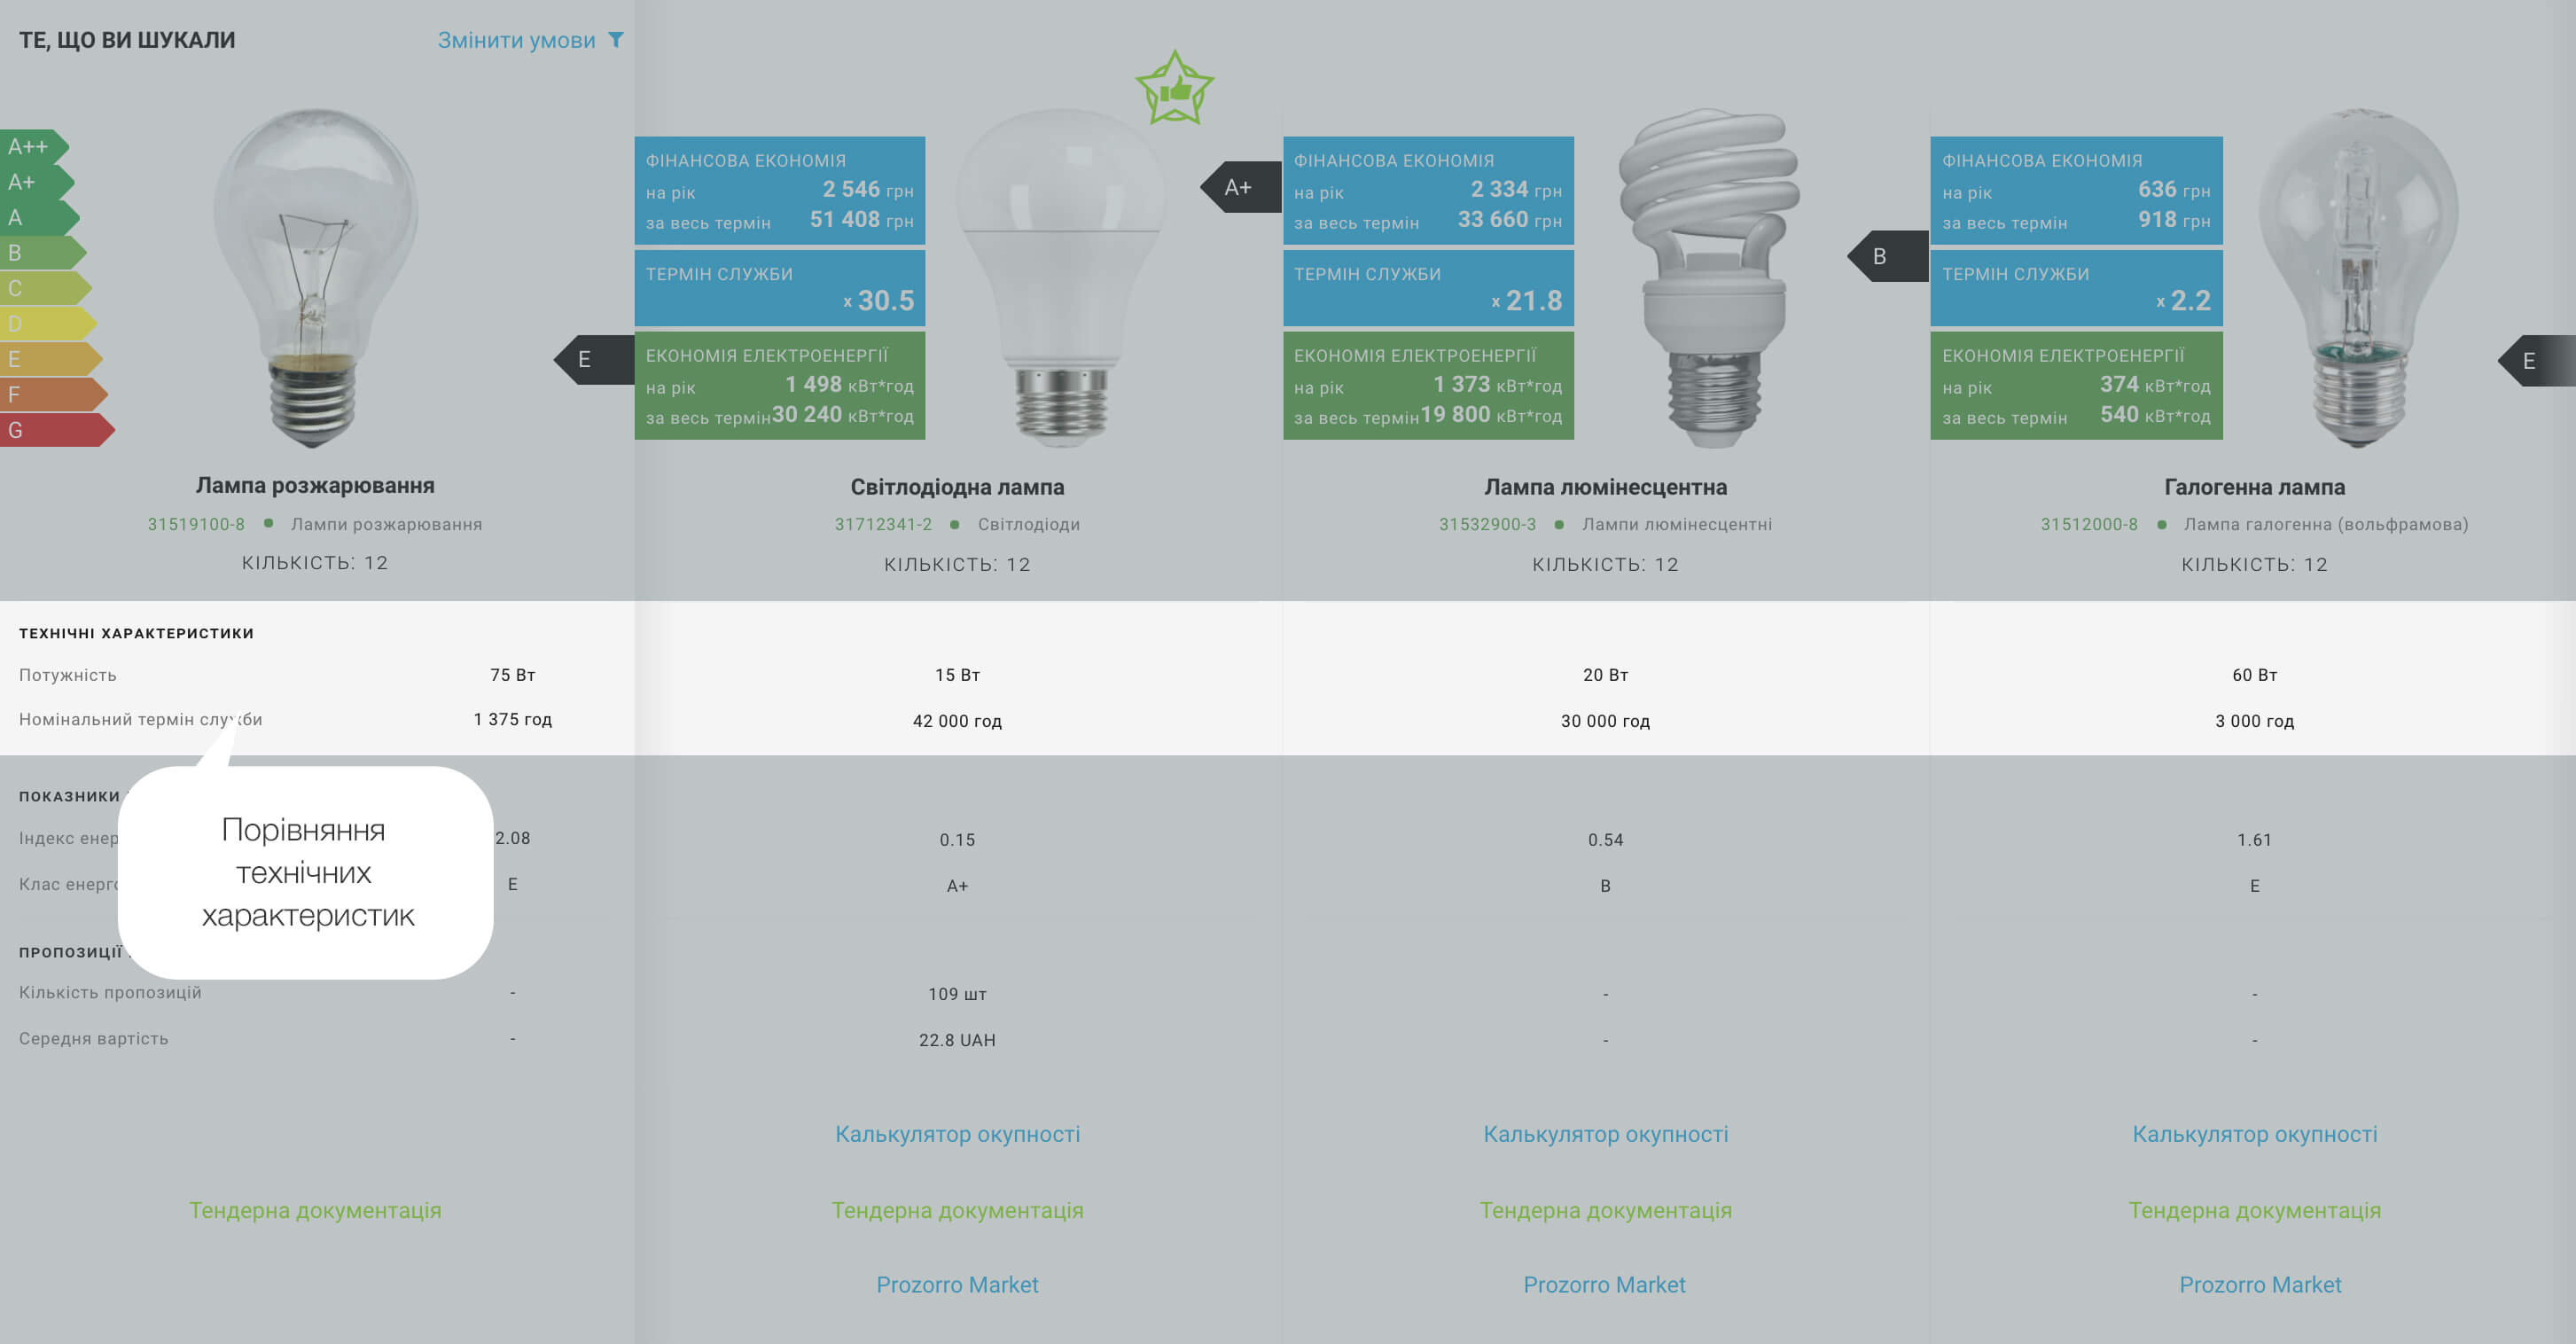 ТЕ, ЩО ВИ ШУКАЛИ
Змінити умови
A++
A+
A
B
C
D
E
F
G
E
Лампа розжарювання
31519100-8 • Лампи розжарювання
КІЛЬКІСТЬ: 12
ФІНАНСОВА ЕКОНОМІЯ
на рік 2 546 грн
за весь термін 51 408 грн
ТЕРМІН СЛУЖБИ
x 30.5
ЕКОНОМІЯ ЕЛЕКТРОЕНЕРГІЇ
на рік 1 498 кВт*год
за весь термін 30 240 кВт*год
A+
Світлодіодна лампа
31712341-2 • Світлодіоди
КІЛЬКІСТЬ: 12
ФІНАНСОВА ЕКОНОМІЯ
на рік 2 334 грн
за весь термін 33 660 грн
ТЕРМІН СЛУЖБИ
x 21.8
ЕКОНОМІЯ ЕЛЕКТРОЕНЕРГІЇ
на рік 1 373 кВт*год
за весь термін 19 800 кВт*год
B
Лампа люмінесцентна
31532900-3 • Лампи люмінесцентні
КІЛЬКІСТЬ: 12
ФІНАНСОВА ЕКОНОМІЯ
на рік 636 грн
за весь термін 918 грн
ТЕРМІН СЛУЖБИ
x 2.2
ЕКОНОМІЯ ЕЛЕКТРОЕНЕРГІЇ
на рік 374 кВт*год
за весь термін 540 кВт*год
E
Галогенна лампа
31512000-8 • Лампа галогенна (вольфрамова)
КІЛЬКІСТЬ: 12
ТЕХНІЧНІ ХАРАКТЕРИСТИКИ
Потужність 75 Вт 15 Вт 20 Вт 60 Вт
Номінальний термін служби 1 375 год 42 000 год 30 000 год 3 000 год
Порівняння
технічних
характеристик
ПОКАЗНИКИ
Індекс 2.08 0.15 0.54 1.61
Клас E A+ B E
ПРОПОЗИЦІЇ
Кількість пропозицій - 109 шт - -
Середня вартість - 22.8 UAH - -
Калькулятор окупності Калькулятор окупності Калькулятор окупності
Тендерна документація Тендерна документація Тендерна документація Тендерна документація
Prozorro Market Prozorro Market Prozorro Market